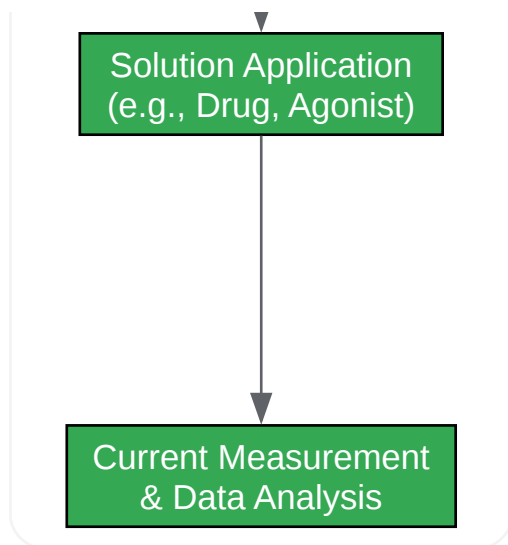 Solution Application
(e.g., Drug, Agonist)
Current Measurement
& Data Analysis